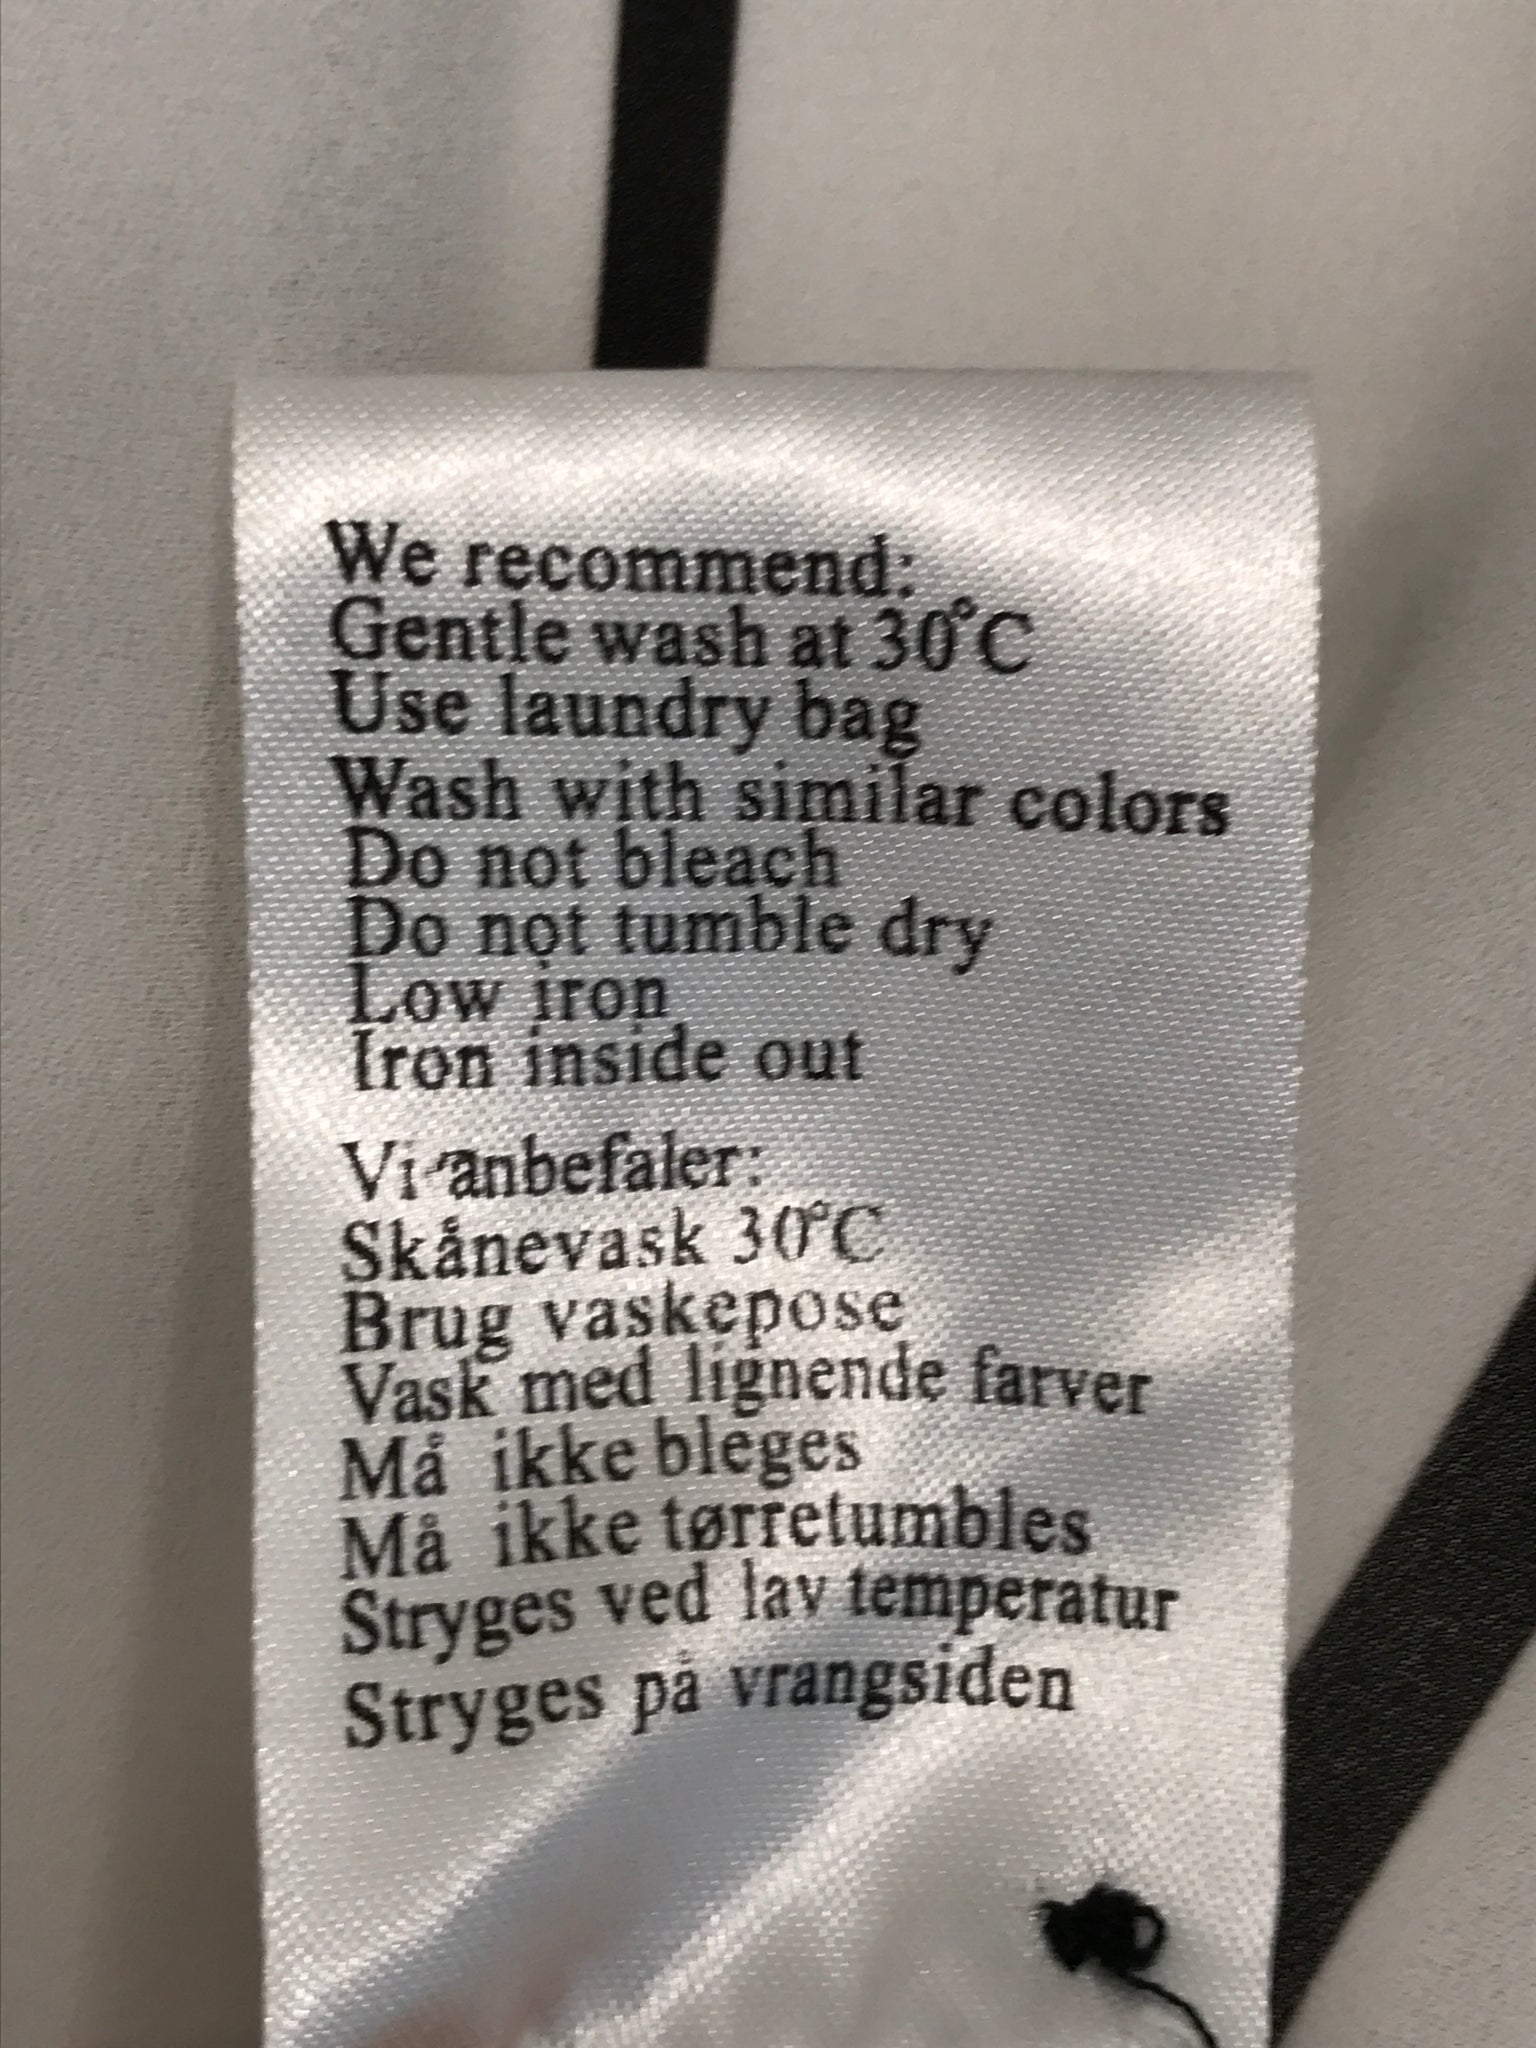 We recommend:
Gentle wash at 30°C
Use laundry bag
Wash with similar colors
Do not bleach
Do not tumble dry
Low iron
Iron inside out
Vi anbefaler:
Skånevask 30°C
Brug vaskepose
Vask med lignende farver
Må ikke bleges
Må ikke tørretumbles
Stryges ved lav temperatur
Stryges på vrangsiden